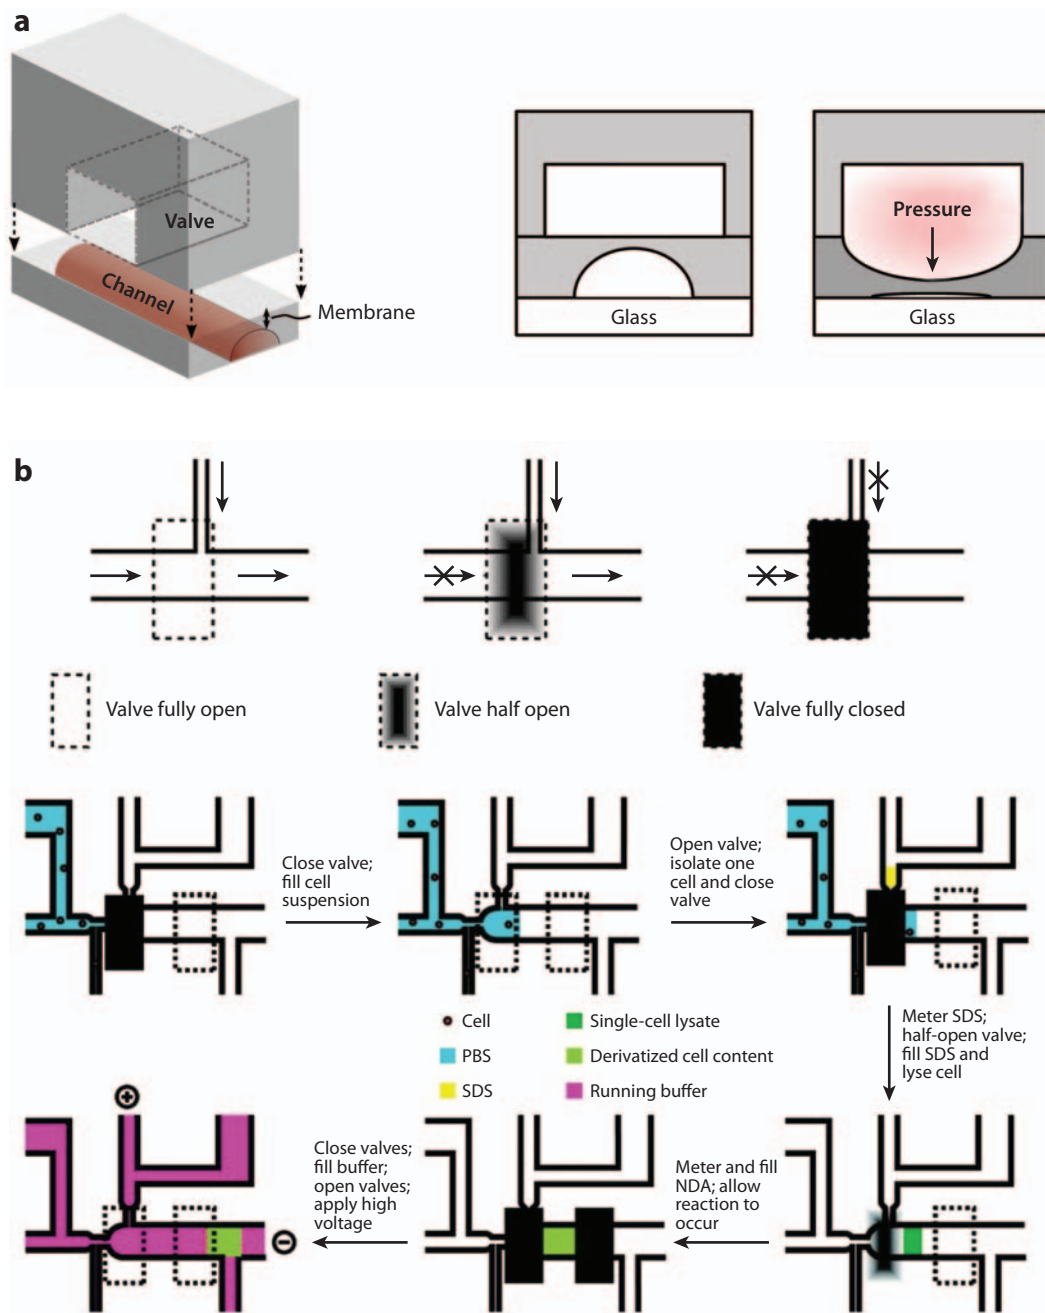 a
Valve
Channel
Membrane
Glass
Pressure
Glass
b
Valve fully open
Valve half open
Valve fully closed
Close valve;
fill cell
suspension
Open valve;
isolate one
cell and close
valve
Cell
PBS
SDS
Single-cell lysate
Derivatized cell content
Running buffer
Meter SDS;
half-open valve;
fill SDS and
lyse cell
Meter and fill
NDA; allow
reaction to
occur
Close valves;
fill buffer;
open valves;
apply high
voltage
+
−